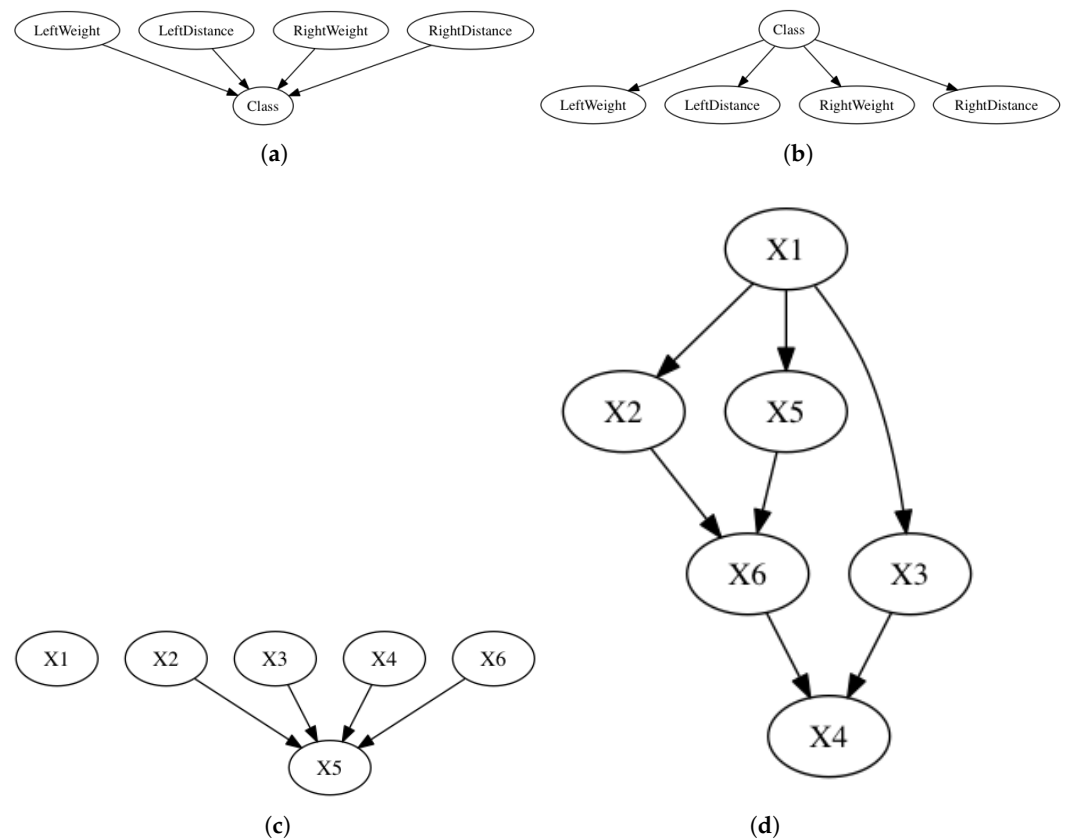 LeftWeight LeftDistance RightWeight RightDistance
Class
(a)
Class
LeftWeight LeftDistance RightWeight RightDistance
(b)
X1 X2 X3 X4 X6
X5
(c)
X1
X2 X5
X6 X3
X4
(d)